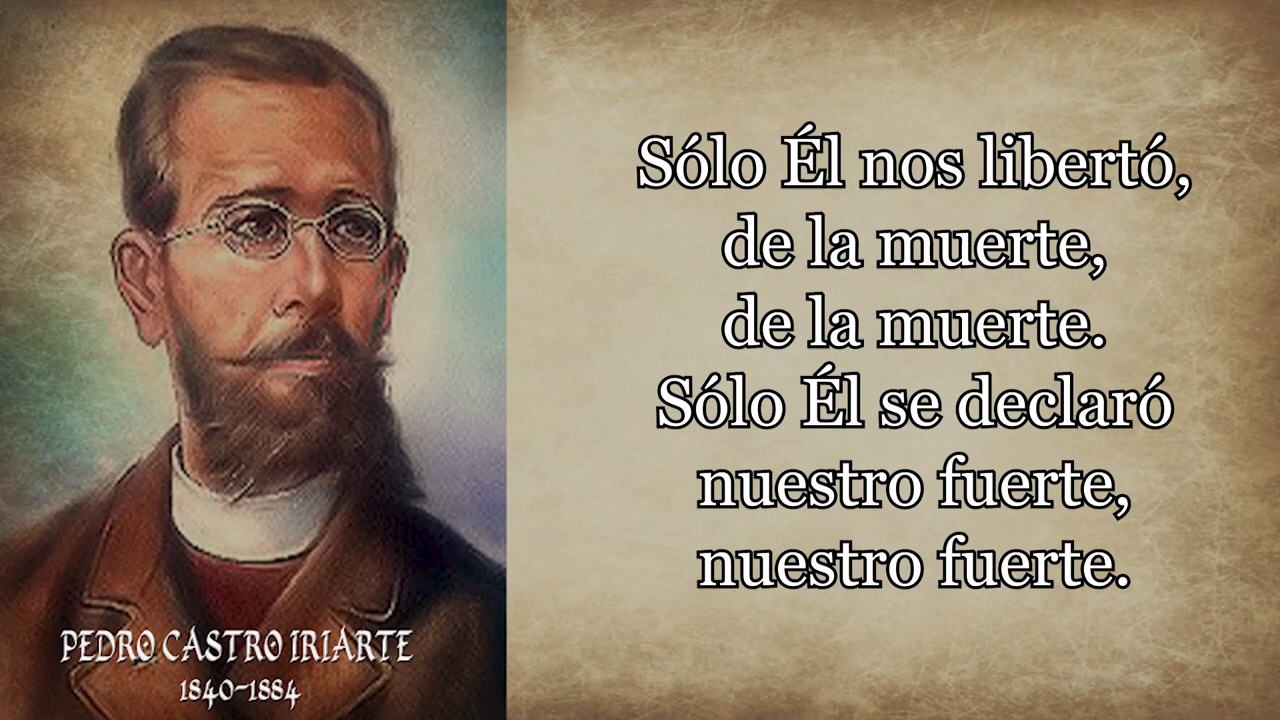 Sólo Él nos libertó,
de la muerte,
de la muerte.
Sólo Él se declaró
nuestro fuerte,
nuestro fuerte.
PEDRO CASTRO IRIARTE
1840-1884